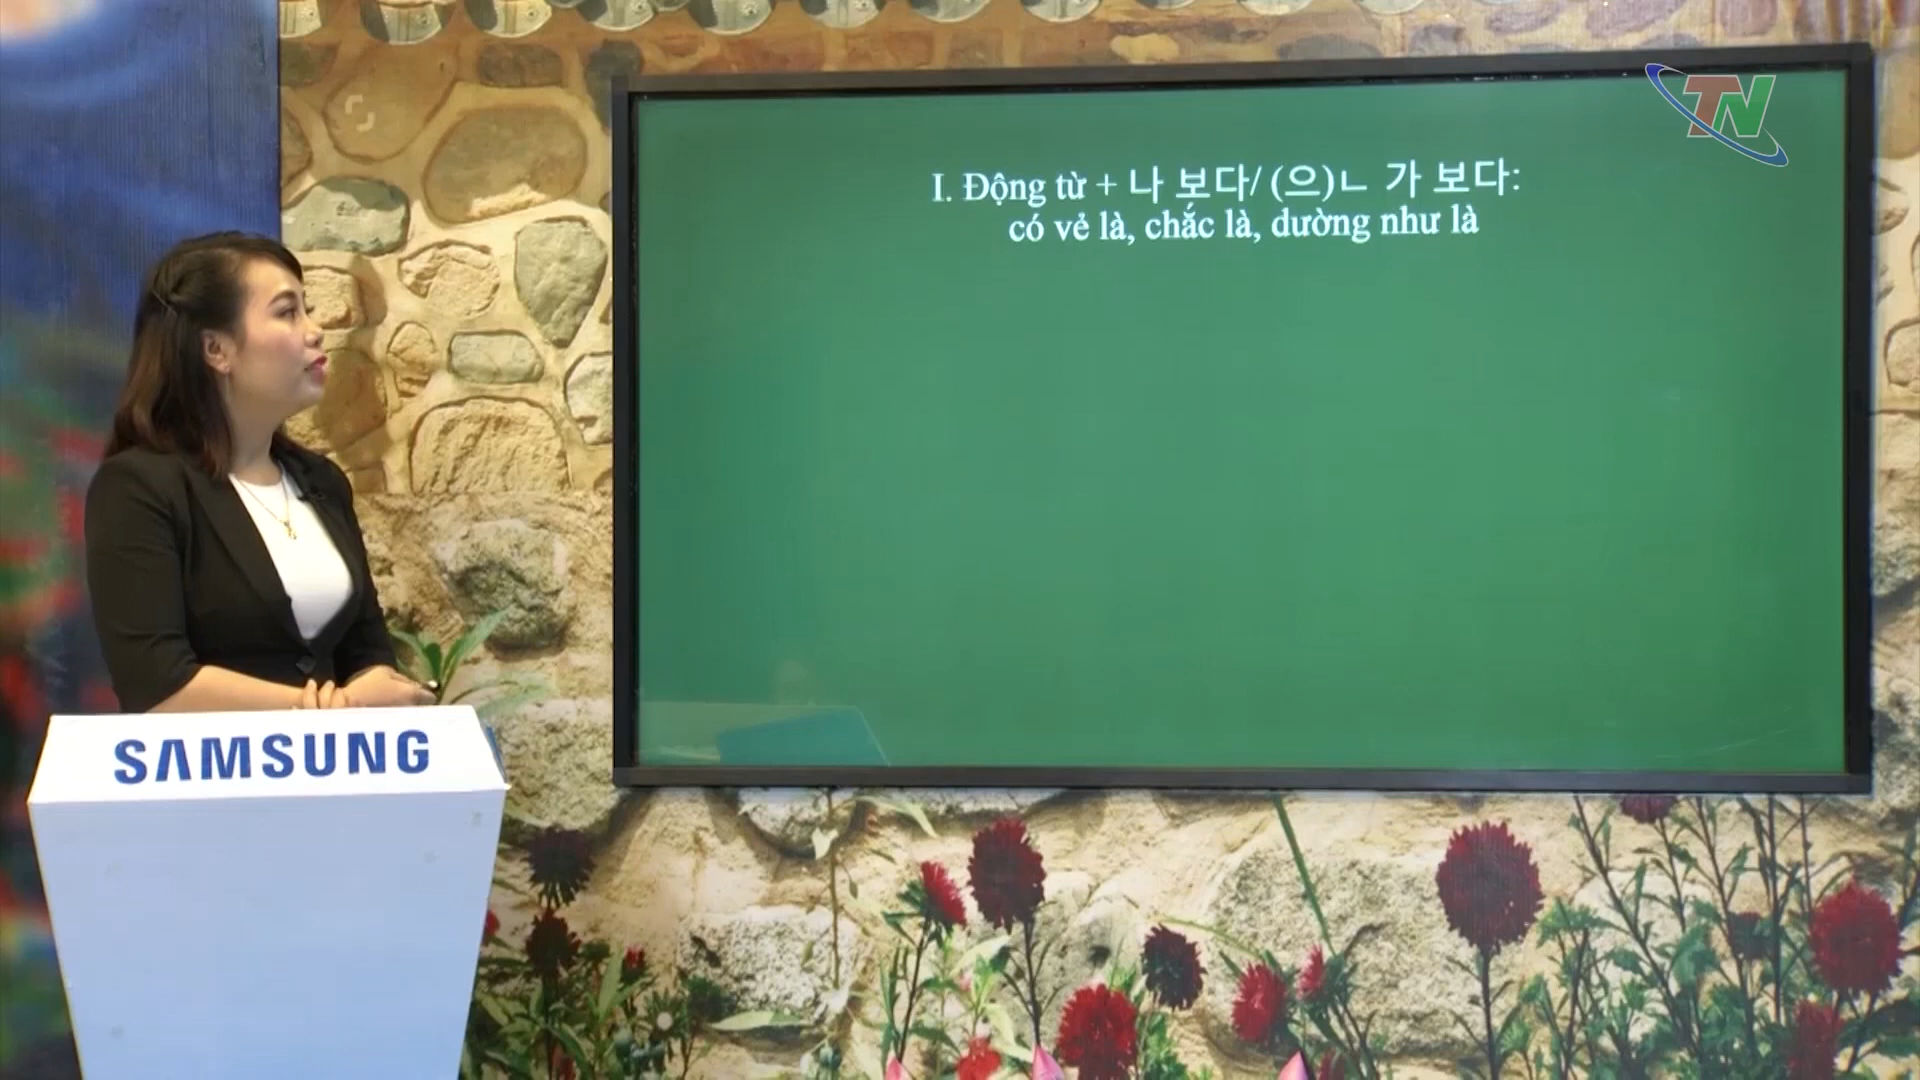 TN
I. Động từ + 나 보다/ (으)ㄴ 가 보다:
có vẻ là, chắc là, dường như là
SAMSUNG